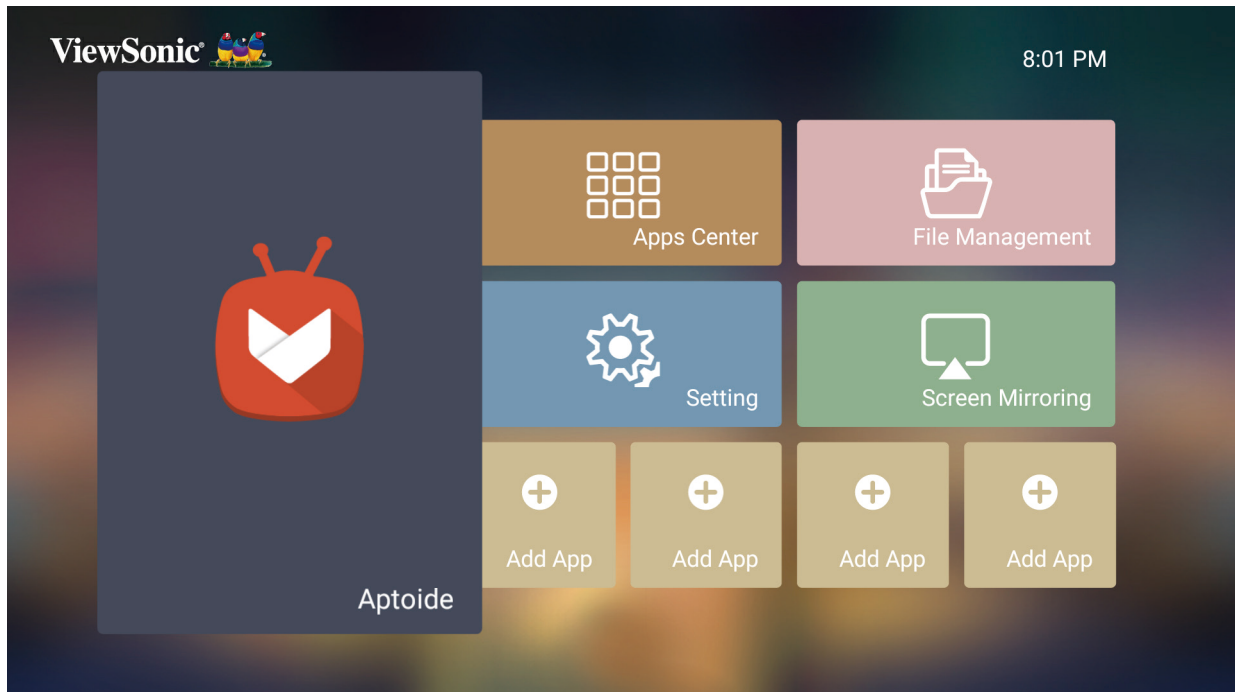 ViewSonic®
8:01 PM
Apps Center
File Management
Setting
Screen Mirroring
Add App
Add App
Add App
Add App
Aptoide